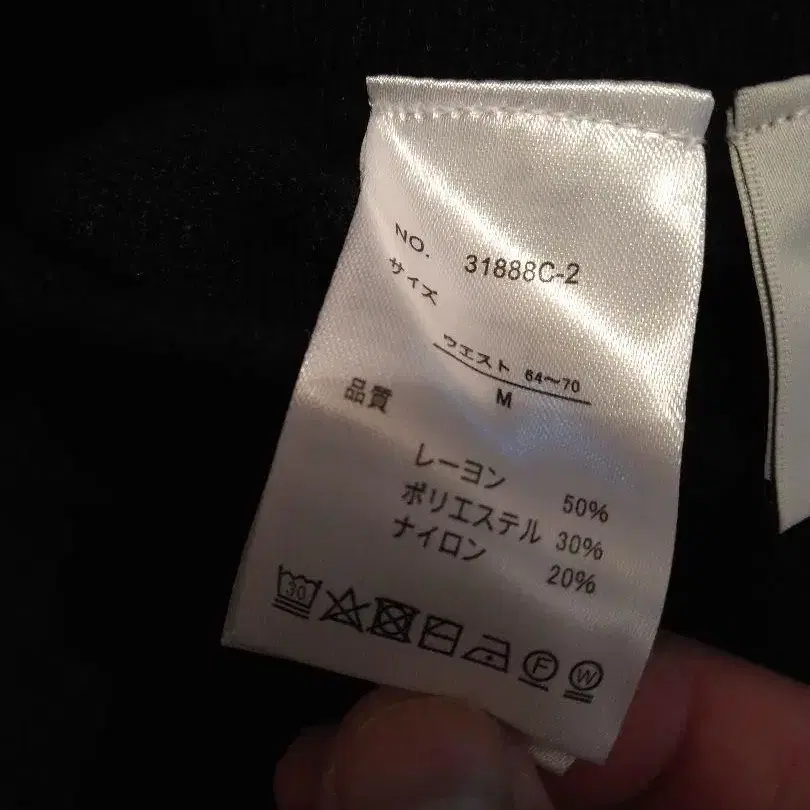 NO. 31888C-2
サイズ
ウエスト 64～70
M
品質
レーヨン 50%
ポリエステル 30%
ナイロン 20%
30 F W